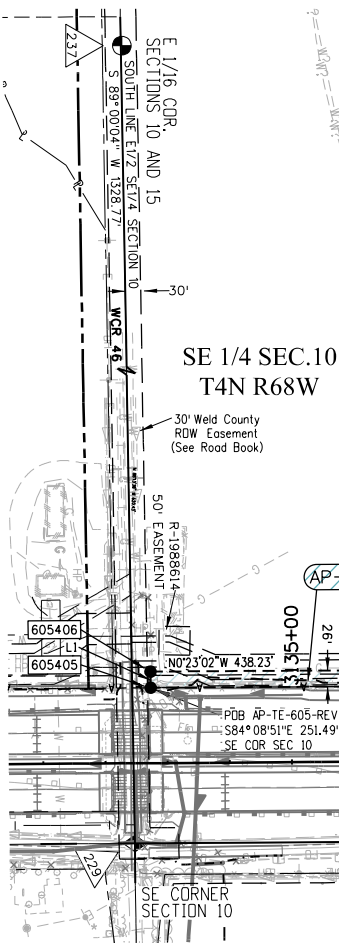 237
E 1/16 COR.
SECTIONS 10 AND 15
SOUTH LINE E1/2 SE1/4 SECTION 10
S 89°00'04" W 1328.77'
30'
WCR 46
SE 1/4 SEC.10
T4N R68W
30' Weld County
ROW Easement
(See Road Book)
HP
G
R-1988614
50' EASEMENT
G
G
AP-
605406
L1
605405
N0°23'02"W 438.23'
335+00
26'
POB AP-TE-605-REV
S84°08'51"E 251.49'
SE COR SEC 10
229
SE CORNER
SECTION 10